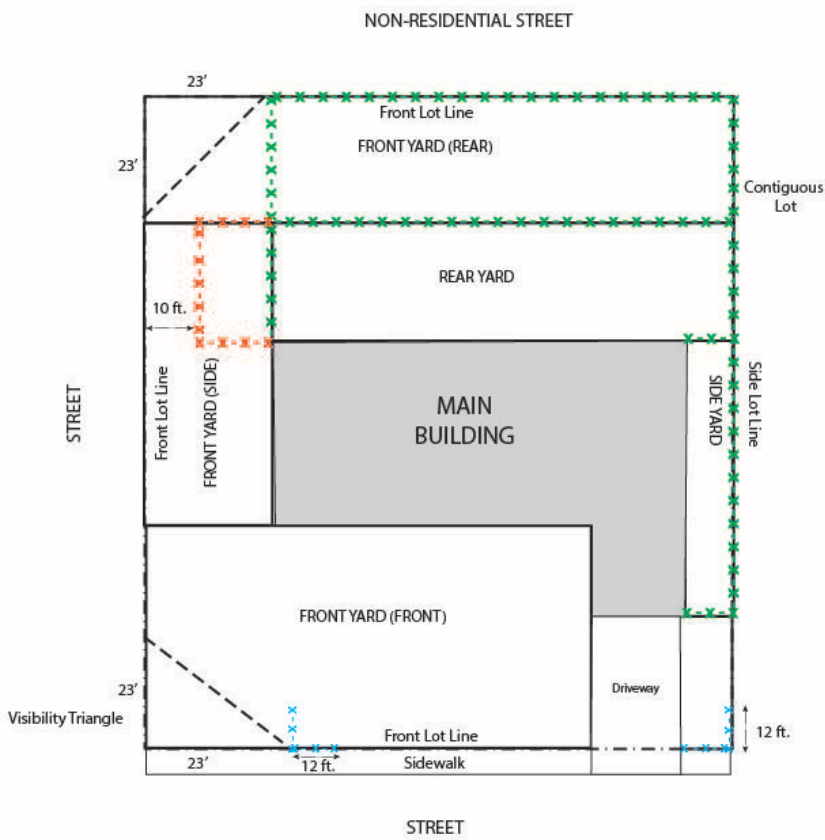 NON-RESIDENTIAL STREET
23'
Front Lot Line
FRONT YARD (REAR)
23'
Contiguous
Lot
REAR YARD
10 ft.
Front Lot Line
FRONT YARD (SIDE)
STREET
MAIN
BUILDING
SIDE YARD
Side Lot Line
FRONT YARD (FRONT)
23'
Visibility Triangle
Driveway
Front Lot Line
12 ft.
23'
12 ft.
Sidewalk
STREET